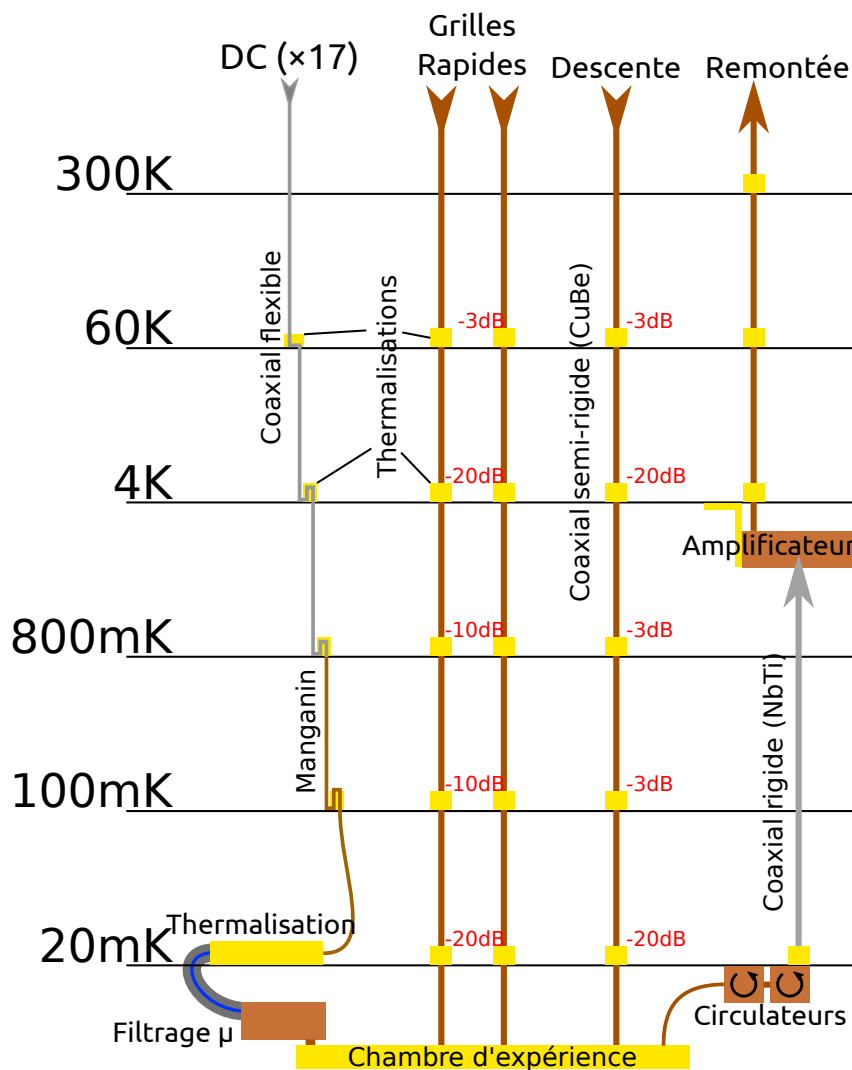 DC (×17)
Grilles
Rapides
Descente
Remontée
300K
60K
-3dB
-3dB
Coaxial flexible
Thermalisations
Coaxial semi-rigide (CuBe)
4K
-20dB
-20dB
Amplificateur
800mK
-10dB
-3dB
Manganin
Coaxial rigide (NbTi)
100mK
-10dB
-3dB
Thermalisation
20mK
-20dB
-20dB
Filtrage µ
Circulateurs
Chambre d'expérience